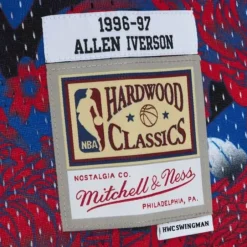 1996-97
ALLEN IVERSON
NBA
HARDWOOD
CLASSICS
NOSTALGIA CO.
Mitchell & Ness
PHILADELPHIA, PA.
HWC SWINGMAN